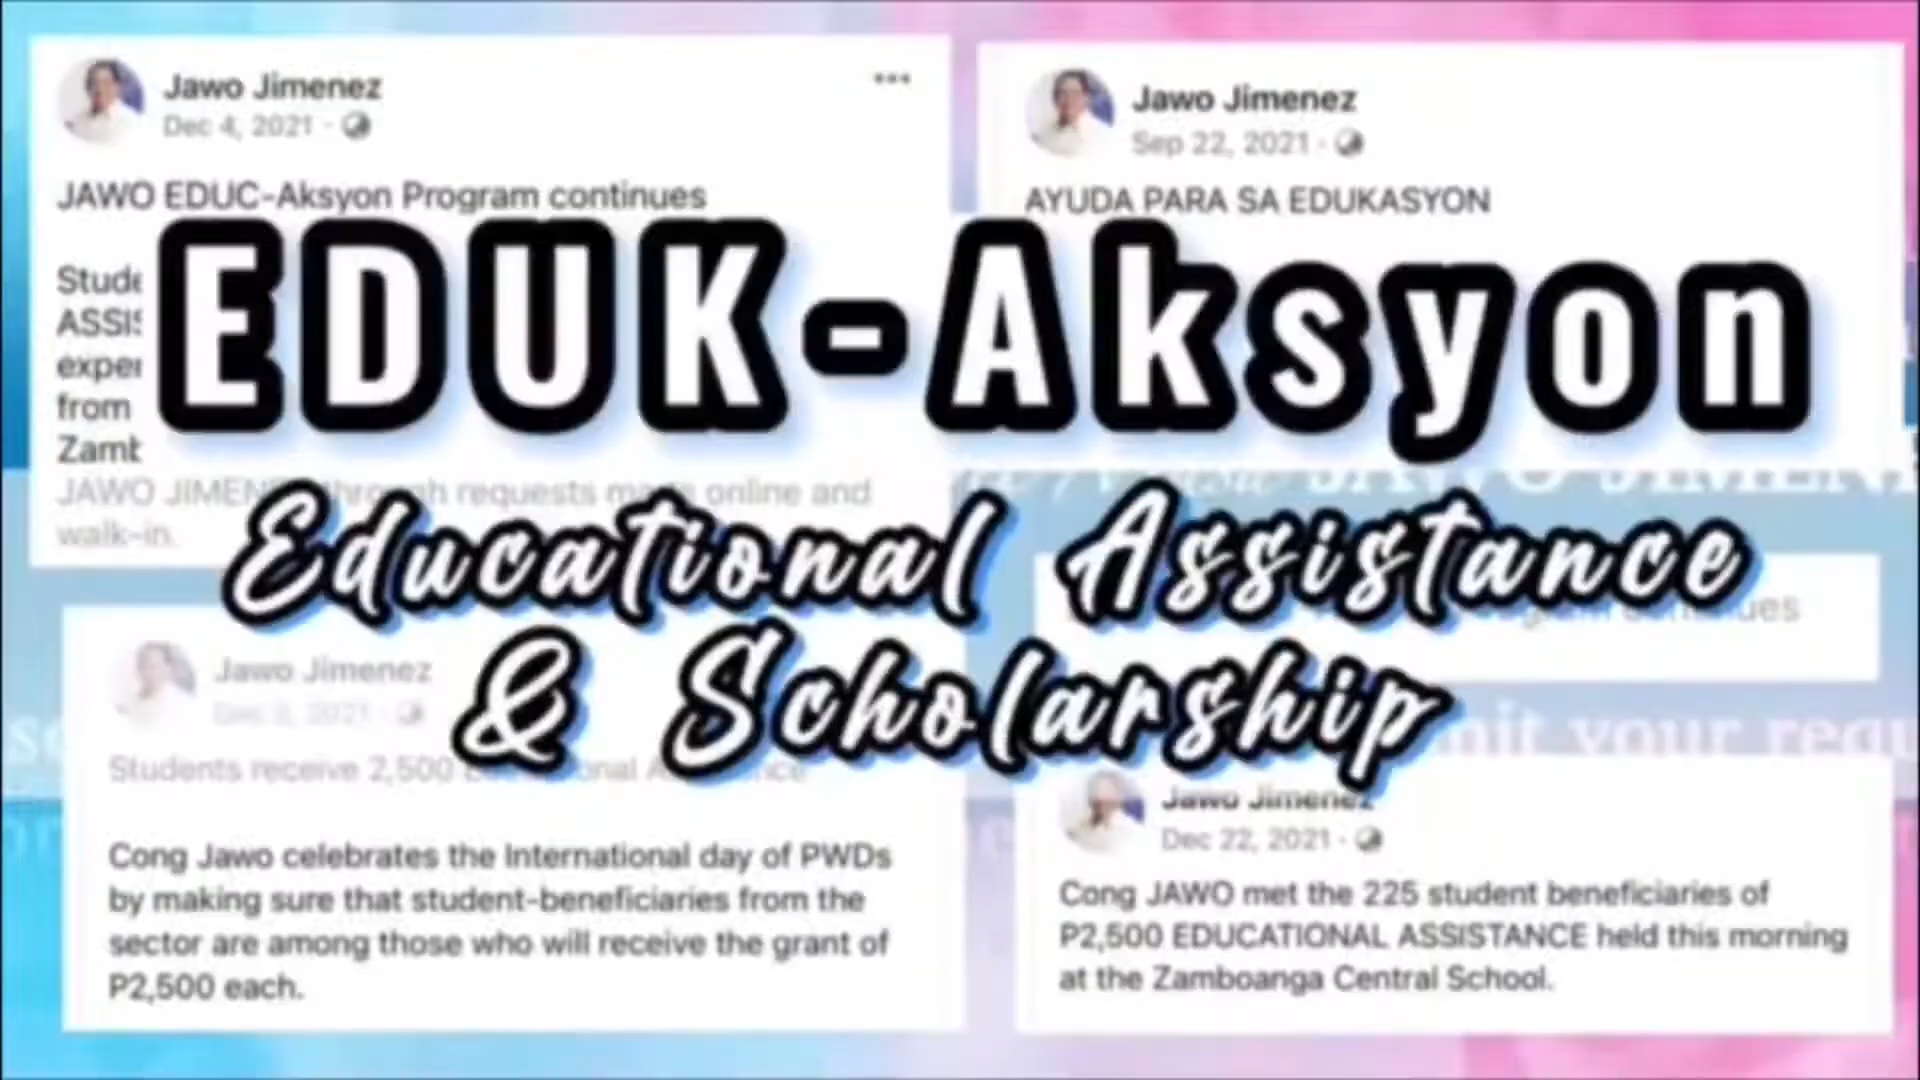 Jawo Jimenez
Dec 4, 2021
JAWO EDUC-Aksyon Program continues
from
JAWO through requests made online and
walk-in.
Jawo Jimenez
Sep 22, 2021
AYUDA PARA SA EDUKASYON
EDUK-Aksyon
Educational Assistance
& Scholarship
Jawo Jimenez
2021
Students receive 2,500
Cong Jawo celebrates the International day of PWDs
by making sure that student-beneficiaries from the
sector are among those who will receive the grant of
P2,500 each.
your
Jawo Jimenez
Dec 22, 2021
Cong JAWO met the 225 student beneficiaries of
P2,500 EDUCATIONAL ASSISTANCE held this morning
at the Zamboanga Central School.